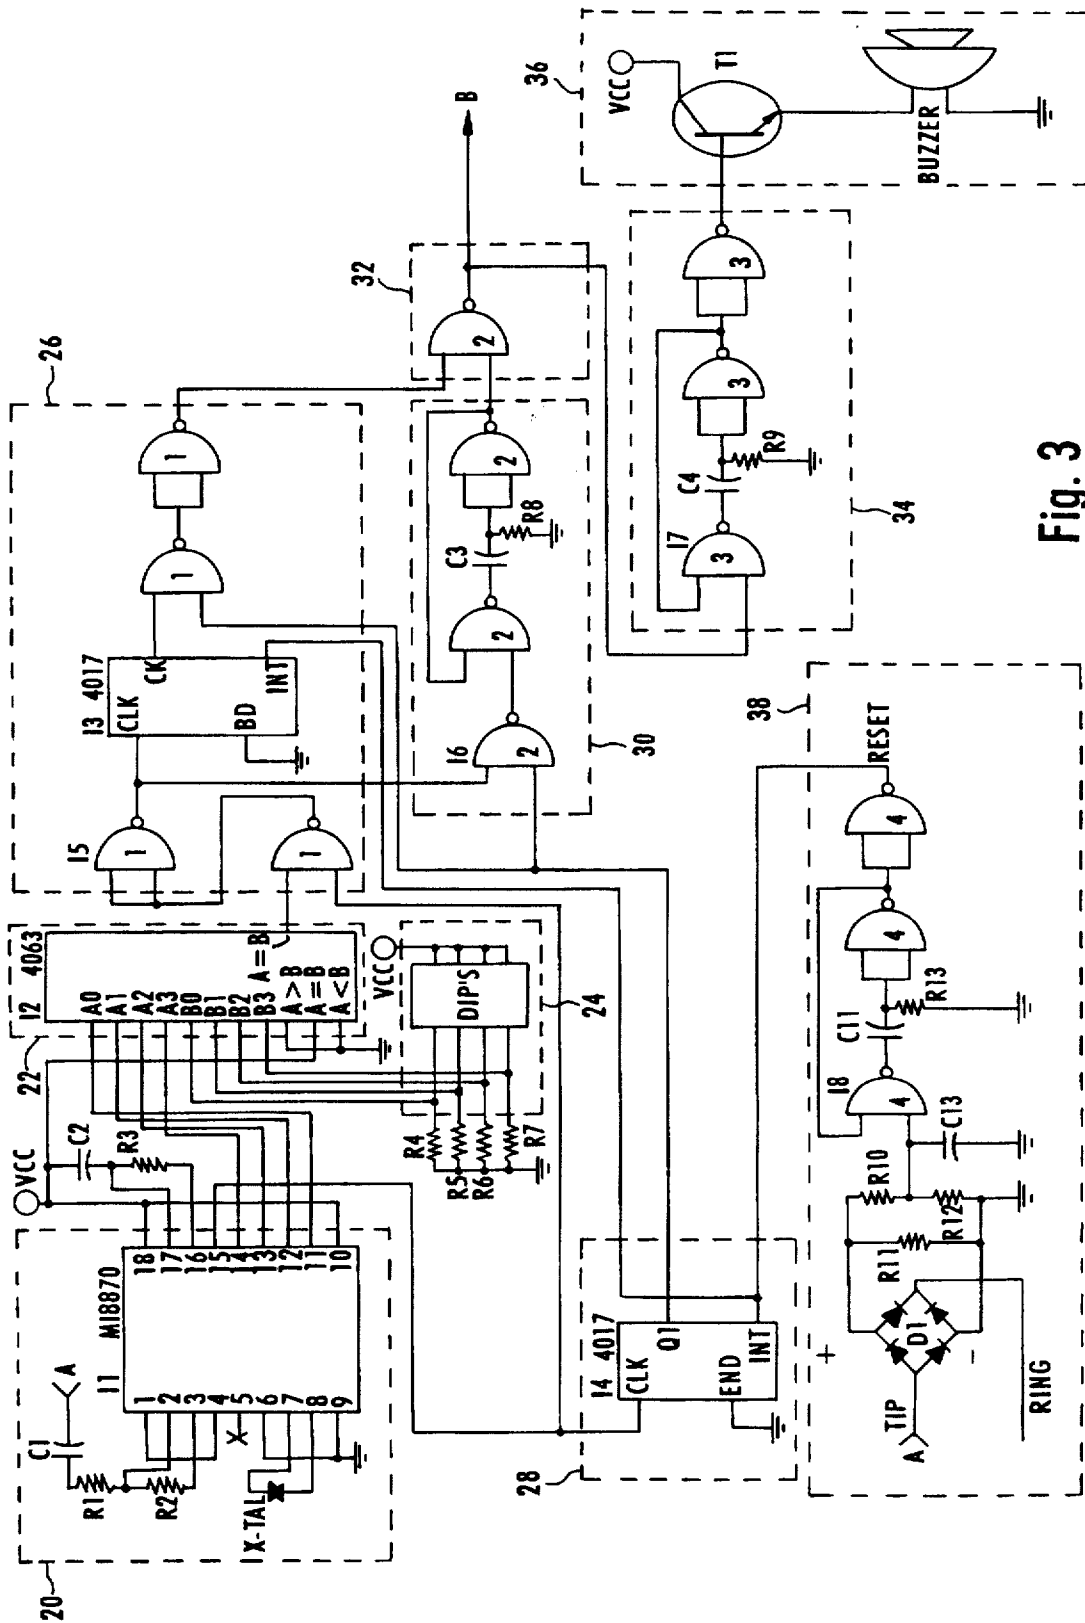 20
C1
A
R1
R2
1X-TAL
I1
MI8870
1
2
3
4
5
6
7
8
9
18
17
16
15
14
13
12
11
10
VCC
C2
R3
22
I2
4063
A0
A1
A2
A3
B0
B1
B2
B3
A=B
A>B
A=B
A<B
VCC
DIP'S
24
R4
R5
R6
R7
26
I5
1
1
I3
4017
CLK
CK
BD
INT
1
1
28
I4
4017
CLK
Q1
END
INT
30
I6
2
2
C3
R8
2
32
2
B
34
I7
3
C4
R9
3
3
36
VCC
T1
BUZZER
38
A
TIP
RING
+
-
D1
R11
R10
R12
C13
I8
4
C11
R13
4
4
RESET
Fig. 3